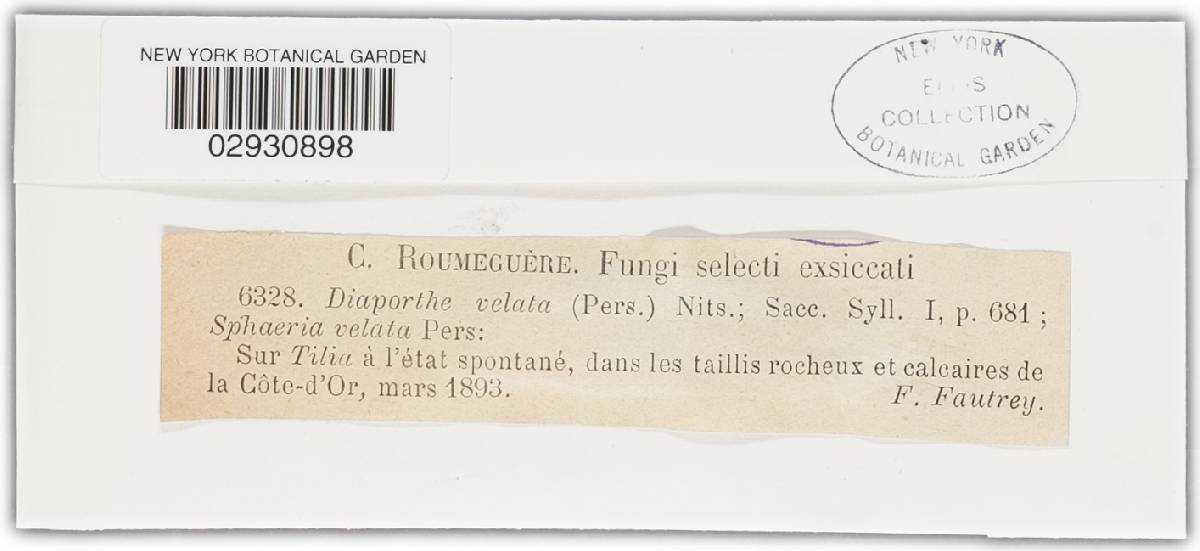 NEW YORK BOTANICAL GARDEN
02930898
NEW YORK
COLLECTION
BOTANICAL GARDEN
C. ROUMEGUÈRE. Fungi selecti exsiccati
6328. Diaporthe velata (Pers.) Nits.; Sacc. Syll. I, p. 681 ;
Sphaeria velata Pers:
Sur Tilia à l'état spontané, dans les taillis rocheux et calcaires de
la Côte-d'Or, mars 1893. F. Fautrey.